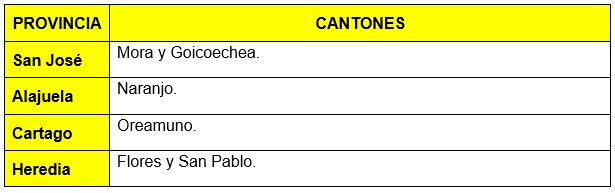 PROVINCIA CANTONES
San José Mora y Goicoechea.
Alajuela Naranjo.
Cartago Oreamuno.
Heredia Flores y San Pablo.